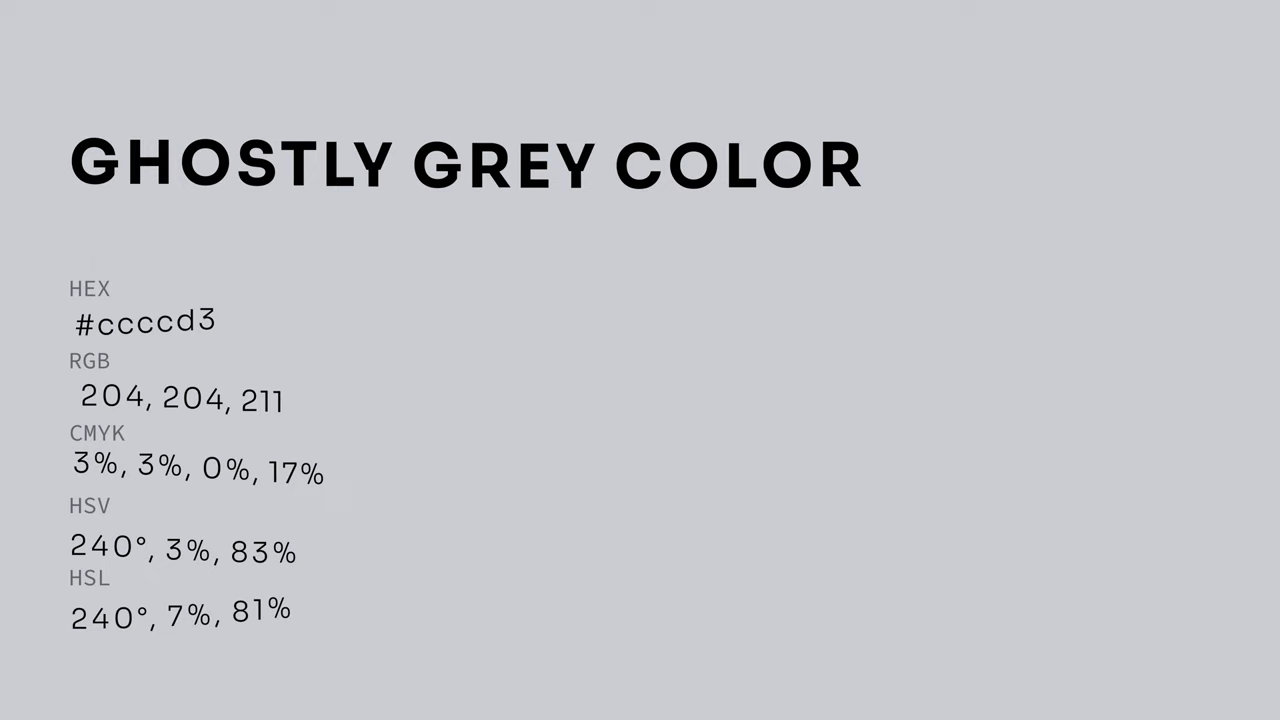 GHOSTLY GREY COLOR
HEX
#ccccd3
RGB
204, 204, 211
CMYK
3%, 3%, 0%, 17%
HSV
240°, 3%, 83%
HSL
240°, 7%, 81%